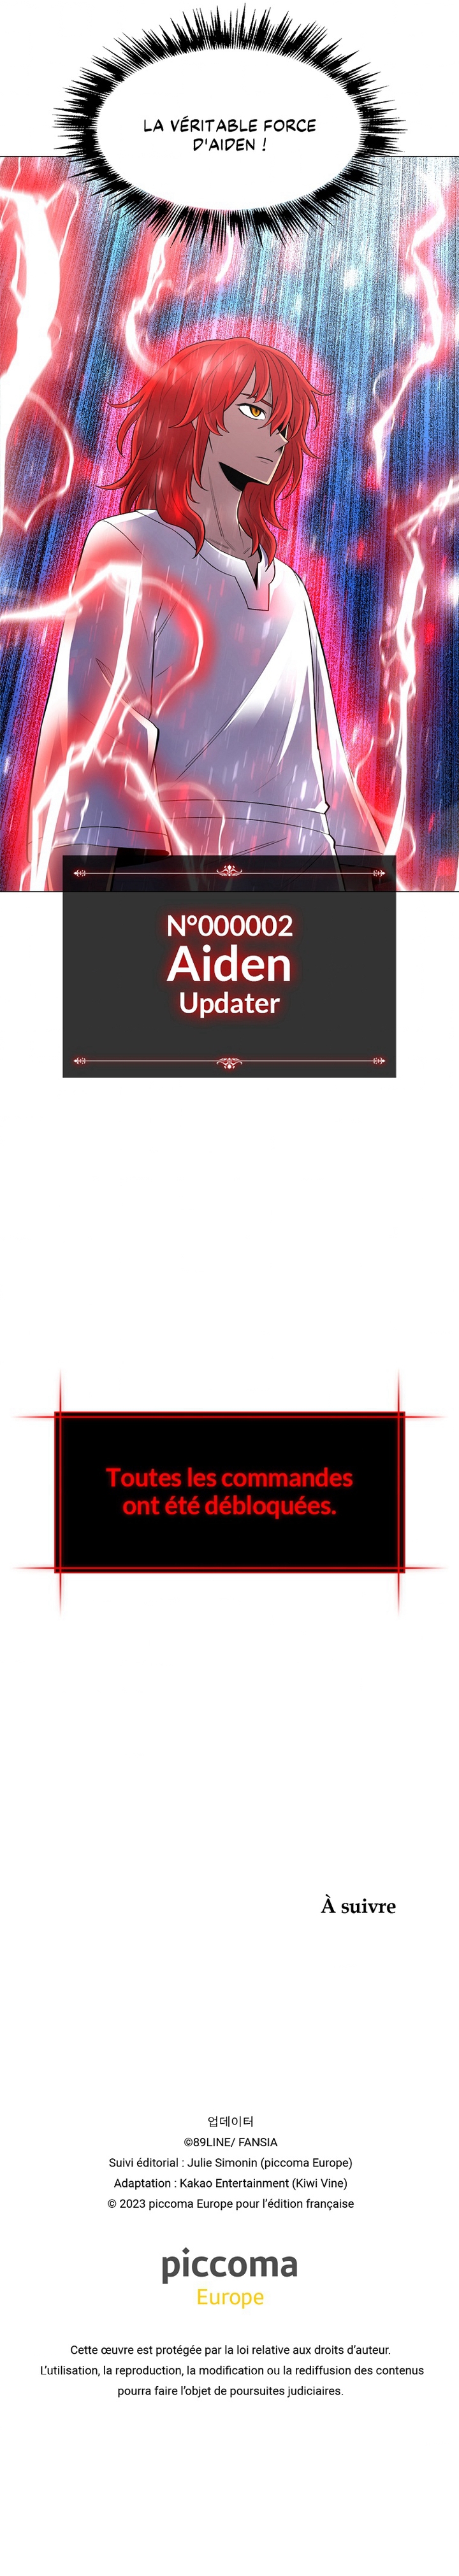 LA VÉRITABLE FORCE
D'AIDEN !
N°000002
Aiden
Updater
Toutes les commandes
ont été débloquées.
À suivre
업데이터
©89LINE/ FANSIA
Suivi éditorial : Julie Simonin (piccoma Europe)
Adaptation : Kakao Entertainment (Kiwi Vine)
© 2023 piccoma Europe pour l’édition française
piccoma
Europe
Cette œuvre est protégée par la loi relative aux droits d’auteur.
L’utilisation, la reproduction, la modification ou la rediffusion des contenus
pourra faire l’objet de poursuites judiciaires.